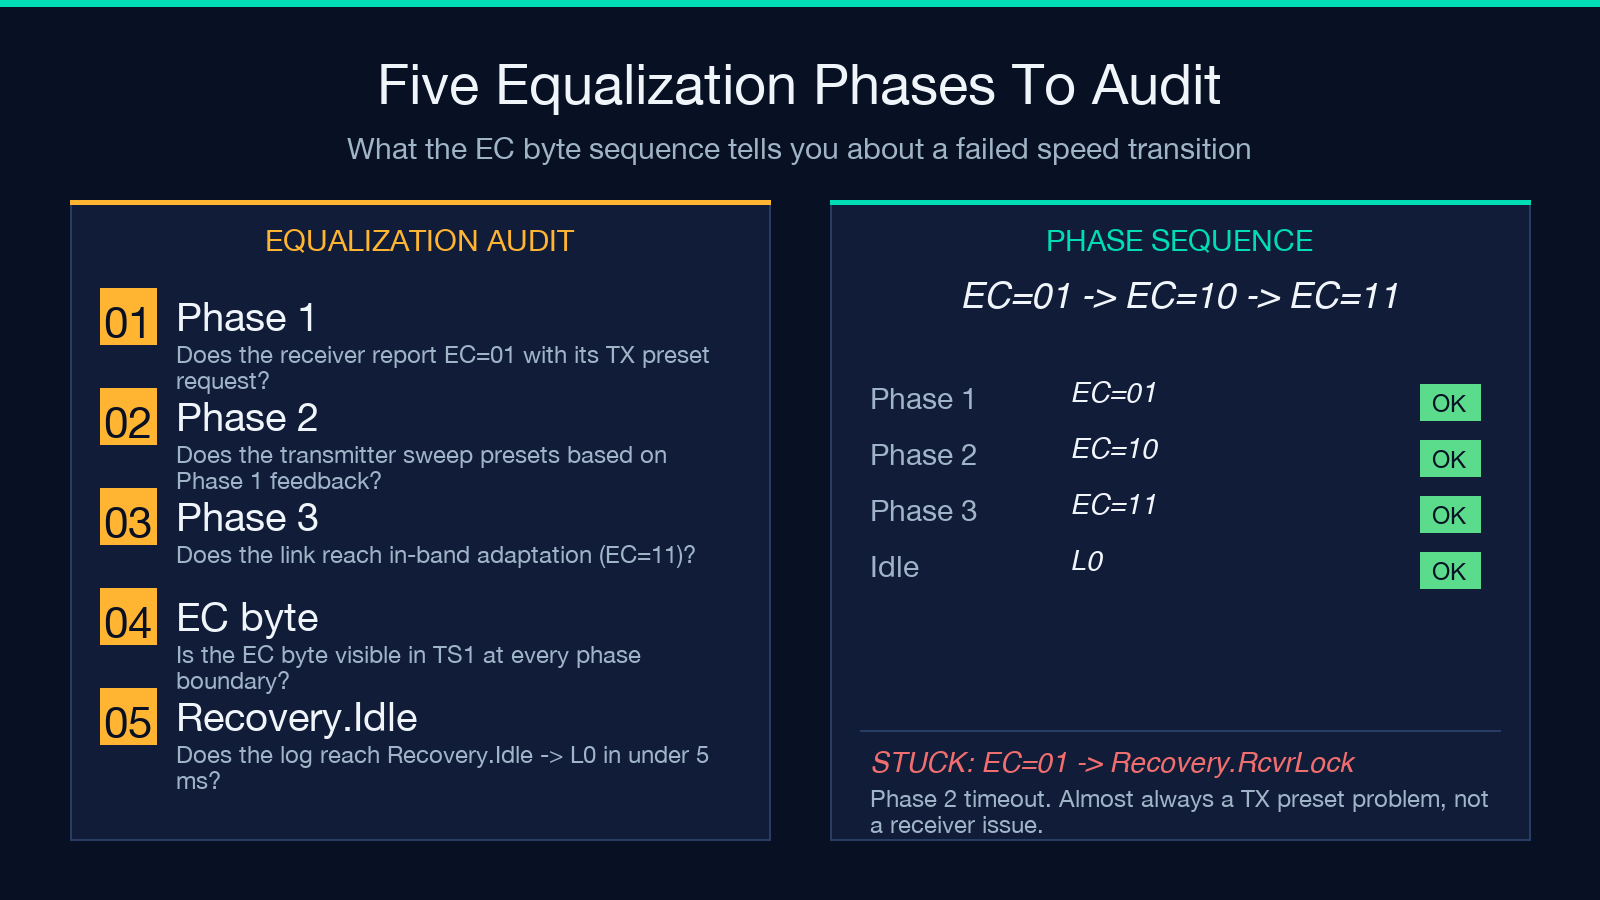 Five Equalization Phases To Audit
What the EC byte sequence tells you about a failed speed transition
EQUALIZATION AUDIT
01
Phase 1
Does the receiver report EC=01 with its TX preset
request?
02
Phase 2
Does the transmitter sweep presets based on
Phase 1 feedback?
03
Phase 3
Does the link reach in-band adaptation (EC=11)?
04
EC byte
Is the EC byte visible in TS1 at every phase
boundary?
05
Recovery.Idle
Does the log reach Recovery.Idle -> L0 in under 5
ms?
PHASE SEQUENCE
EC=01 -> EC=10 -> EC=11
Phase 1 EC=01 OK
Phase 2 EC=10 OK
Phase 3 EC=11 OK
Idle L0 OK
STUCK: EC=01 -> Recovery.RcvrLock
Phase 2 timeout. Almost always a TX preset problem, not
a receiver issue.